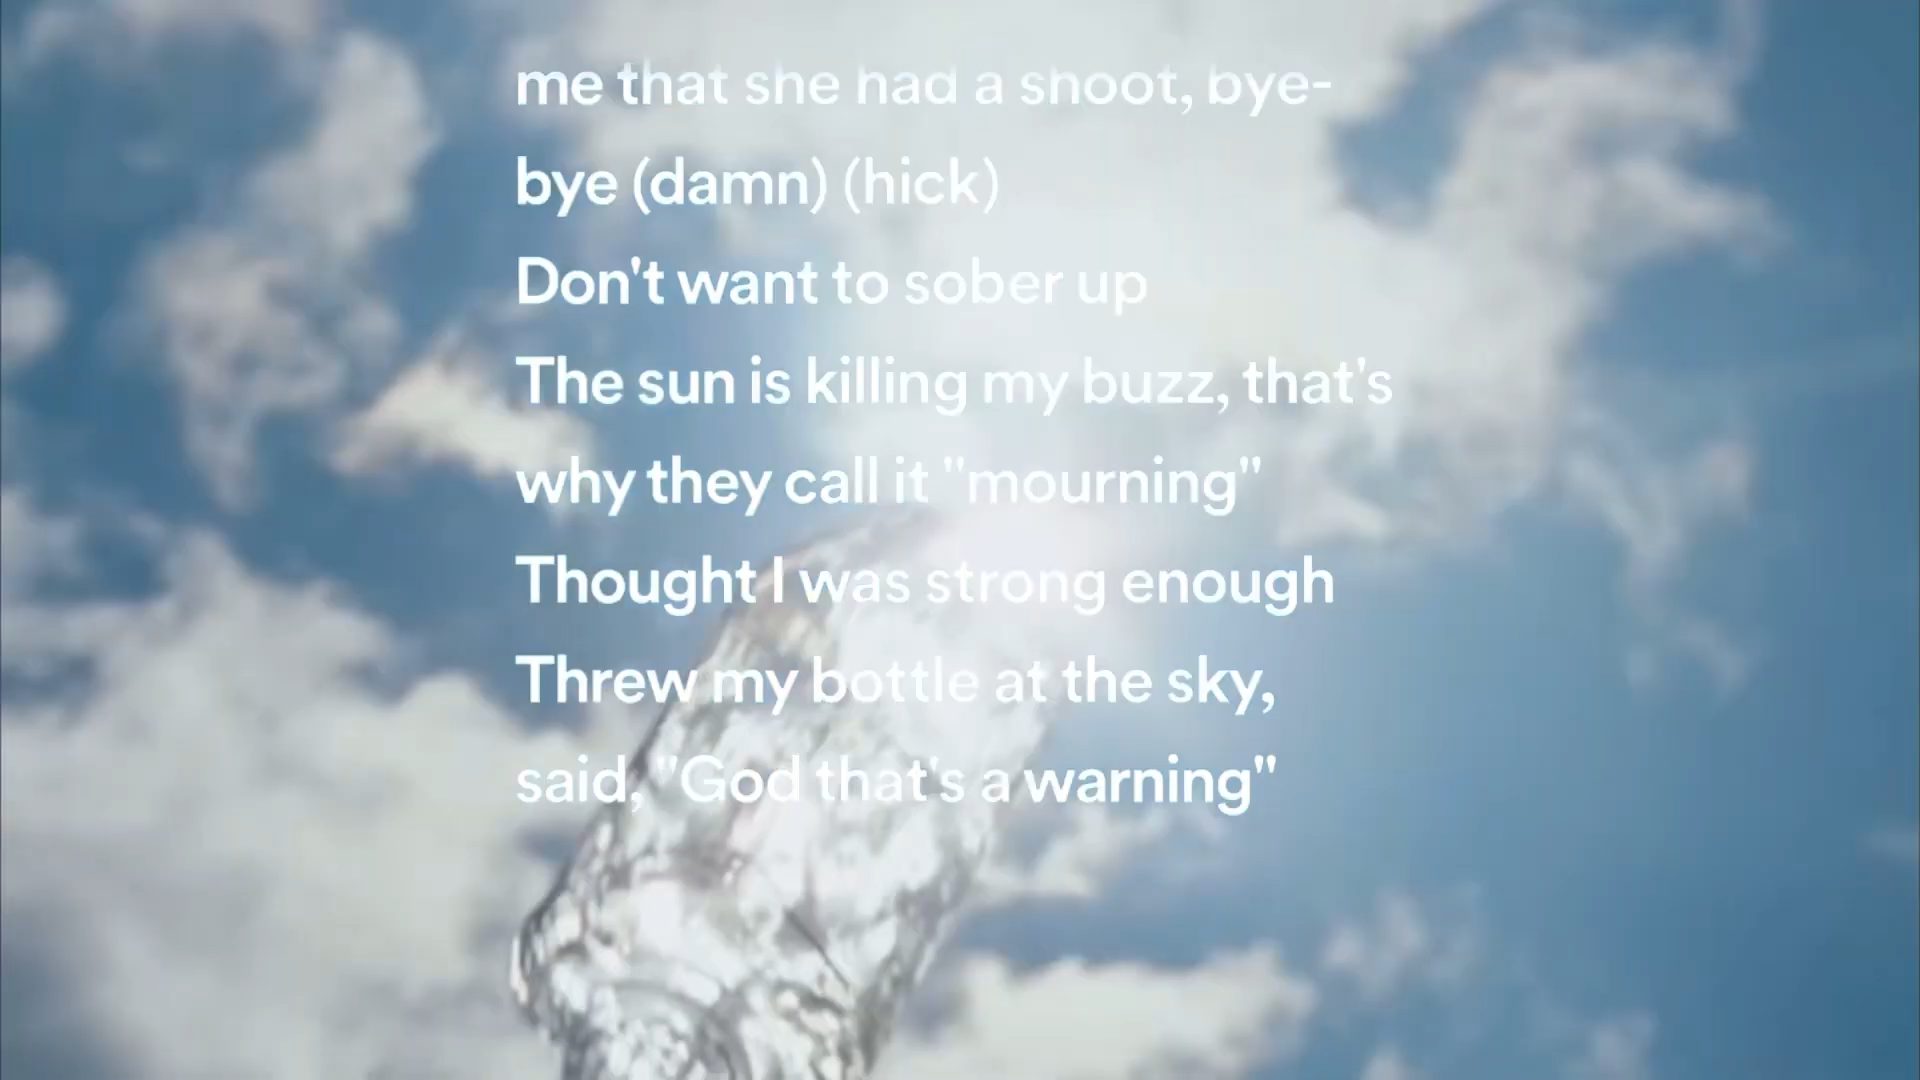 me that she had a shoot, bye-
bye (damn) (hick)
Don't want to sober up
The sun is killing my buzz, that's
why they call it "mourning"
Thought I was strong enough
Threw my bottle at the sky,
said, "God that's a warning"